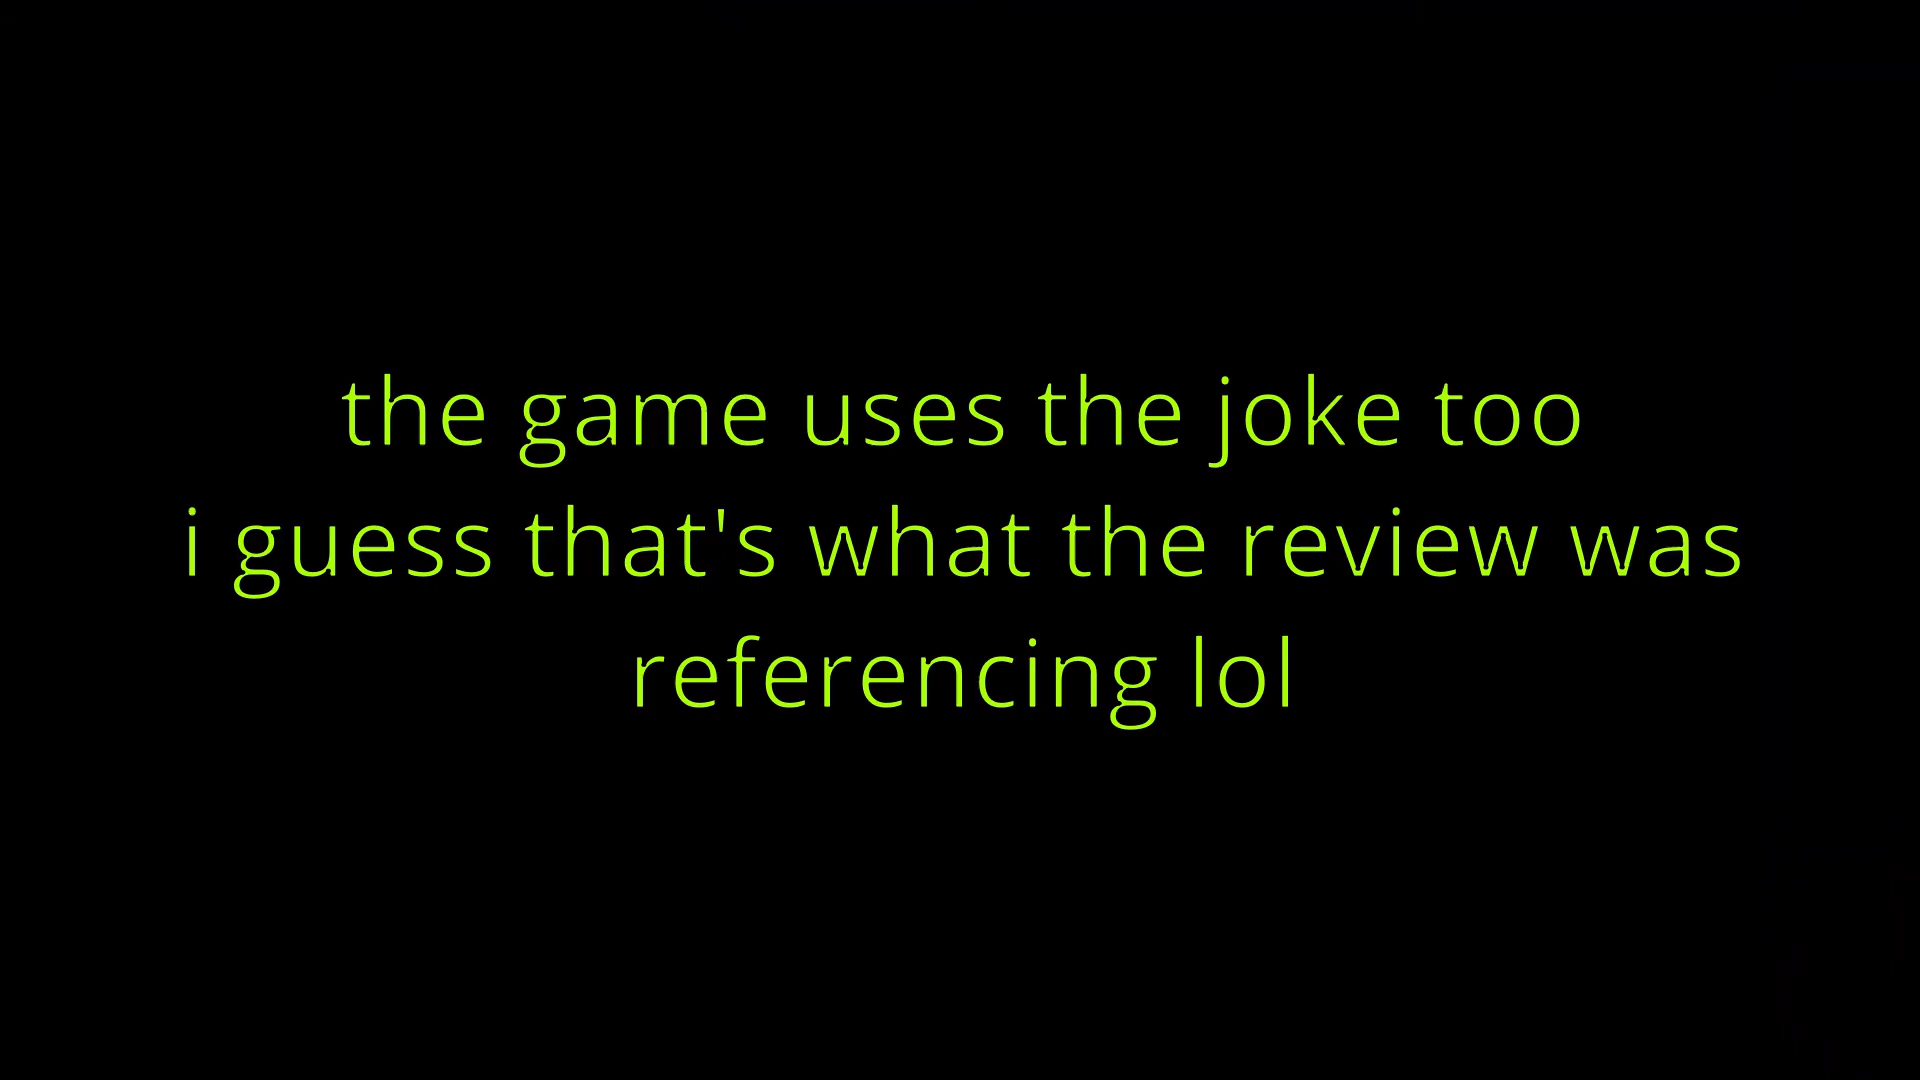 the game uses the joke too
i guess that's what the review was
referencing lol